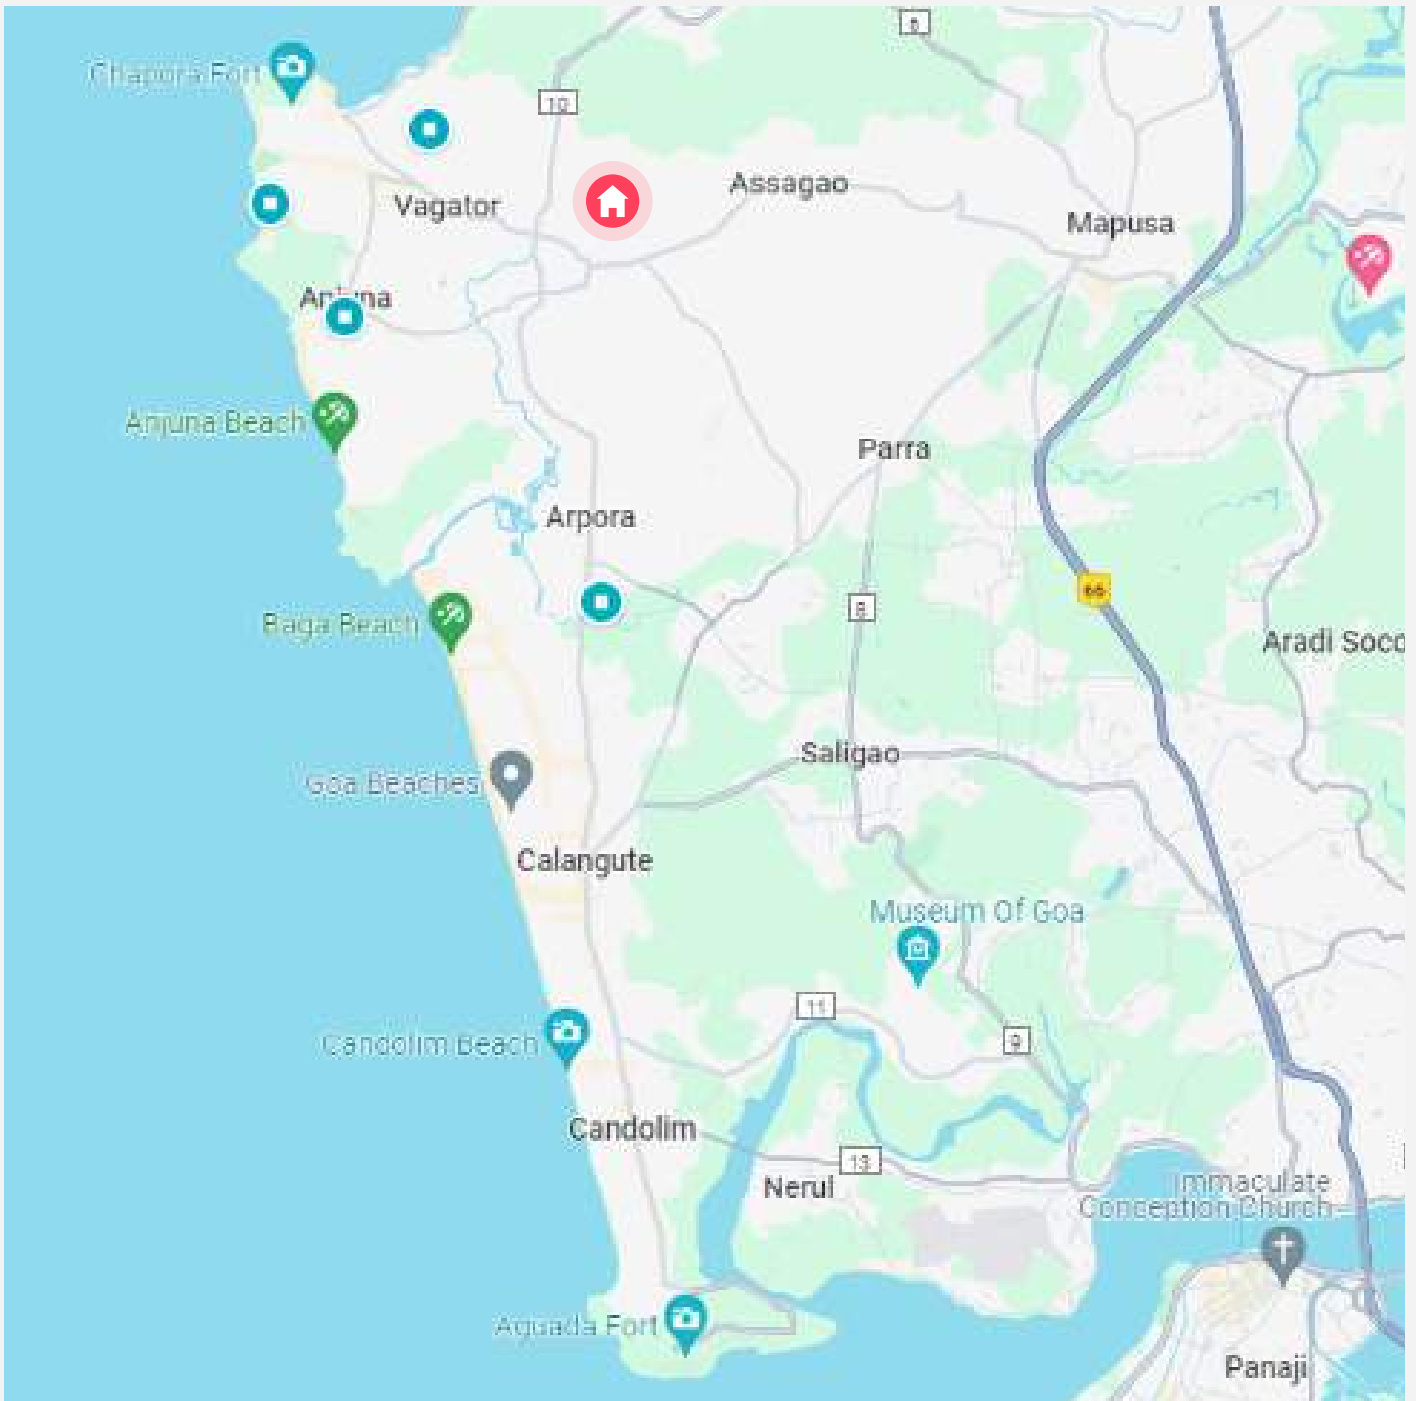 6
Chapora Fort
10
Assagao
Vagator
Mapusa
Anjuna
Anjuna Beach
Parra
Arpora
66
8
Baga Beach
Aradi Soco
Saligao
Goa Beaches
Calangute
Museum Of Goa
11
9
Candolim Beach
Candolim
13
Nerul
Immaculate
Conception Church
Aguada Fort
Panaji